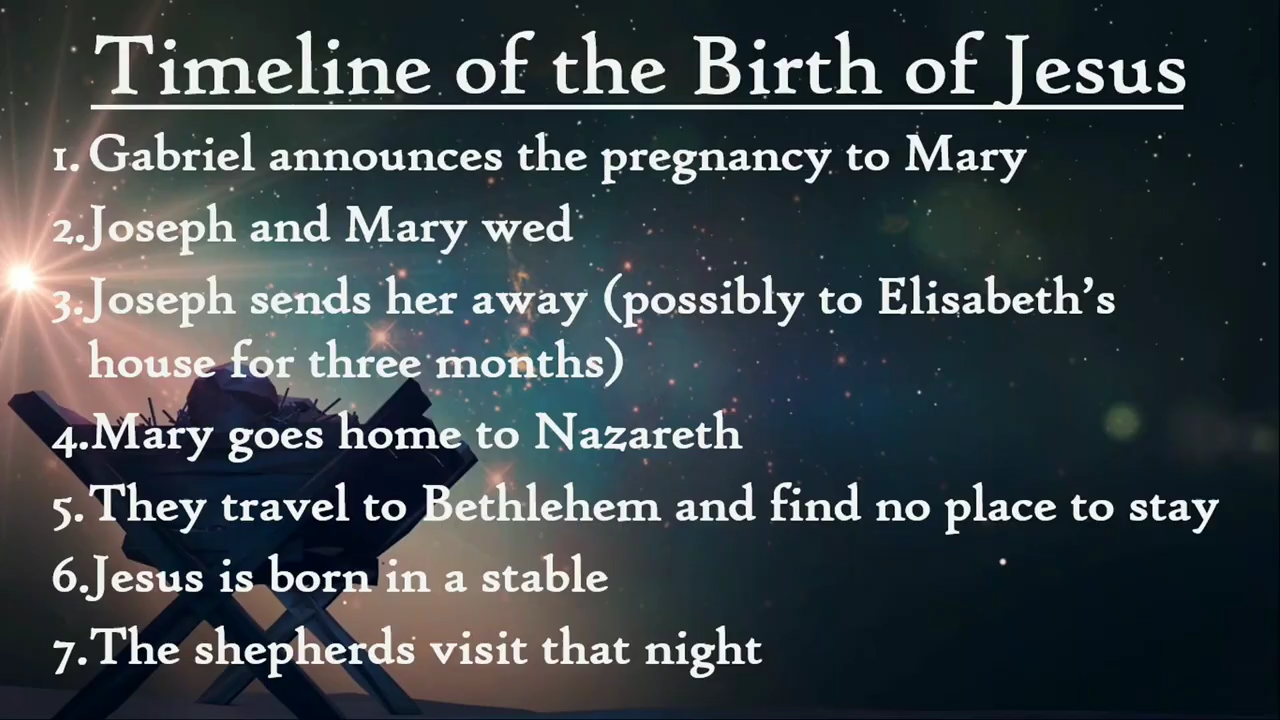 Timeline of the Birth of Jesus
1. Gabriel announces the pregnancy to Mary
2. Joseph and Mary wed
3. Joseph sends her away (possibly to Elisabeth's
house for three months)
4. Mary goes home to Nazareth
5. They travel to Bethlehem and find no place to stay
6. Jesus is born in a stable
7. The shepherds visit that night